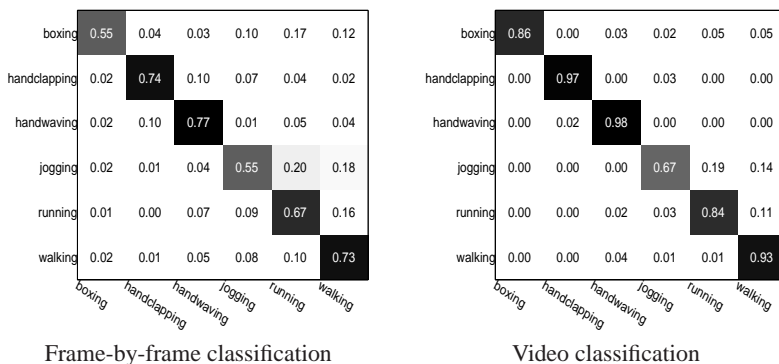 boxing 0.55 0.04 0.03 0.10 0.17 0.12
handclapping 0.02 0.74 0.10 0.07 0.04 0.02
handwaving 0.02 0.10 0.77 0.01 0.05 0.04
jogging 0.02 0.01 0.04 0.55 0.20 0.18
running 0.01 0.00 0.07 0.09 0.67 0.16
walking 0.02 0.01 0.05 0.08 0.10 0.73
boxing handclapping handwaving jogging running walking
Frame-by-frame classification
boxing 0.86 0.00 0.03 0.02 0.05 0.05
handclapping 0.00 0.97 0.00 0.03 0.00 0.00
handwaving 0.00 0.02 0.98 0.00 0.00 0.00
jogging 0.00 0.00 0.00 0.67 0.19 0.14
running 0.00 0.00 0.02 0.03 0.84 0.11
walking 0.00 0.00 0.04 0.01 0.01 0.93
boxing handclapping handwaving jogging running walking
Video classification